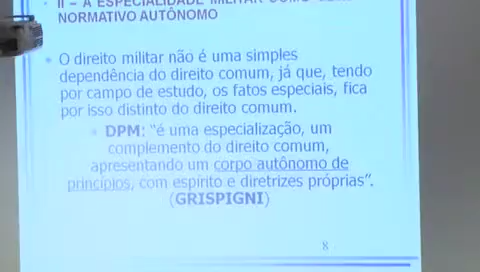 II – A ESPECIALIDADE MILITAR COMO
NORMATIVO AUTÔNOMO
O direito militar não é uma simples
dependência do direito comum, já que, tendo
por campo de estudo, os fatos especiais, fica
por isso distinto do direito comum.
DPM: "é uma especialização, um
complemento do direito comum,
apresentando um corpo autônomo de
princípios, com espírito e diretrizes próprias".
(GRISPIGNI)
8